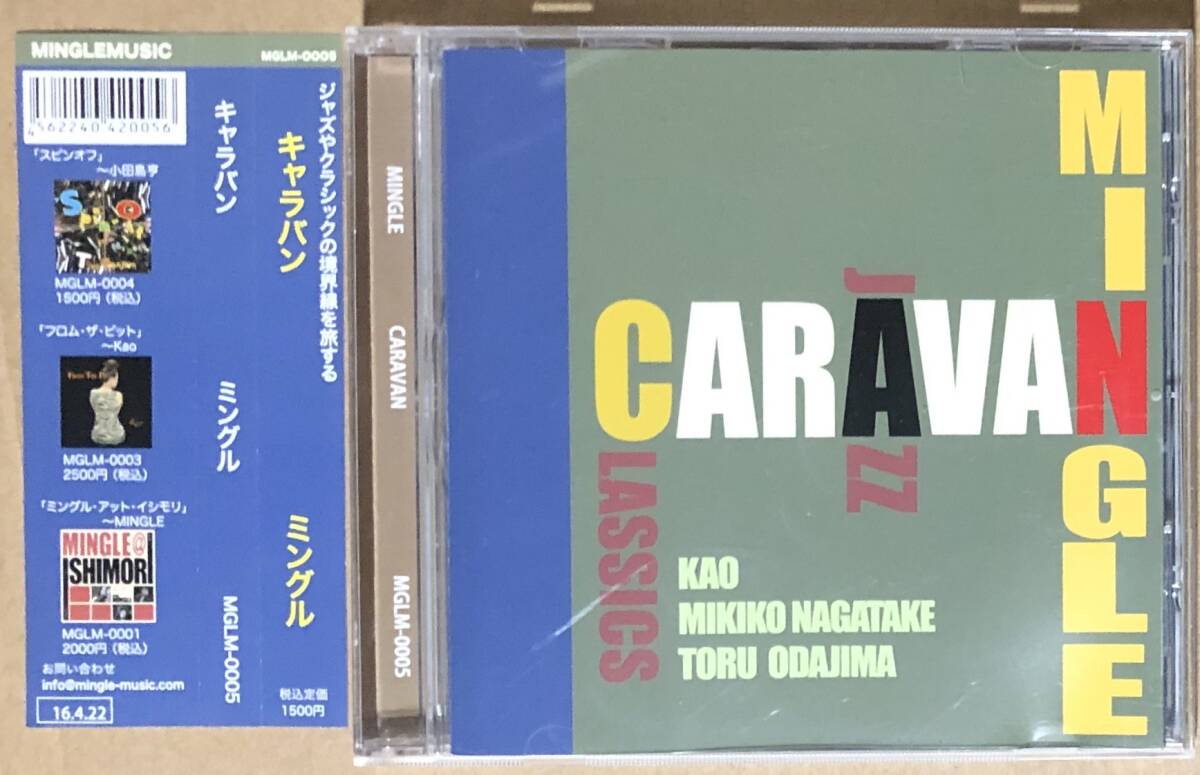 MINGLEMUSIC
MGLM-0005
4562240420056
「スピンオフ」
～小田島亨
MGLM-0004
1500円(税込)
「フロム・ザ・ピット」
～Kao
MGLM-0003
2500円(税込)
「ミングル・アット・イシモリ」
～MINGLE
MINGLE@
ISHIMORI
MGLM-0001
2000円(税込)
お問い合わせ
info@mingle-music.com
16.4.22
キャラバン
ミングル
MGLM-0005
ジャズやクラシックの境界線を旅する
キャラバン
ミングル
税込定価
1500円
MINGLE
CARAVAN
MGLM-0005
MINGLE
CARAVAN
JAZZ
CLASSICS
KAO
MIKIKO NAGATAKE
TORU ODAJIMA